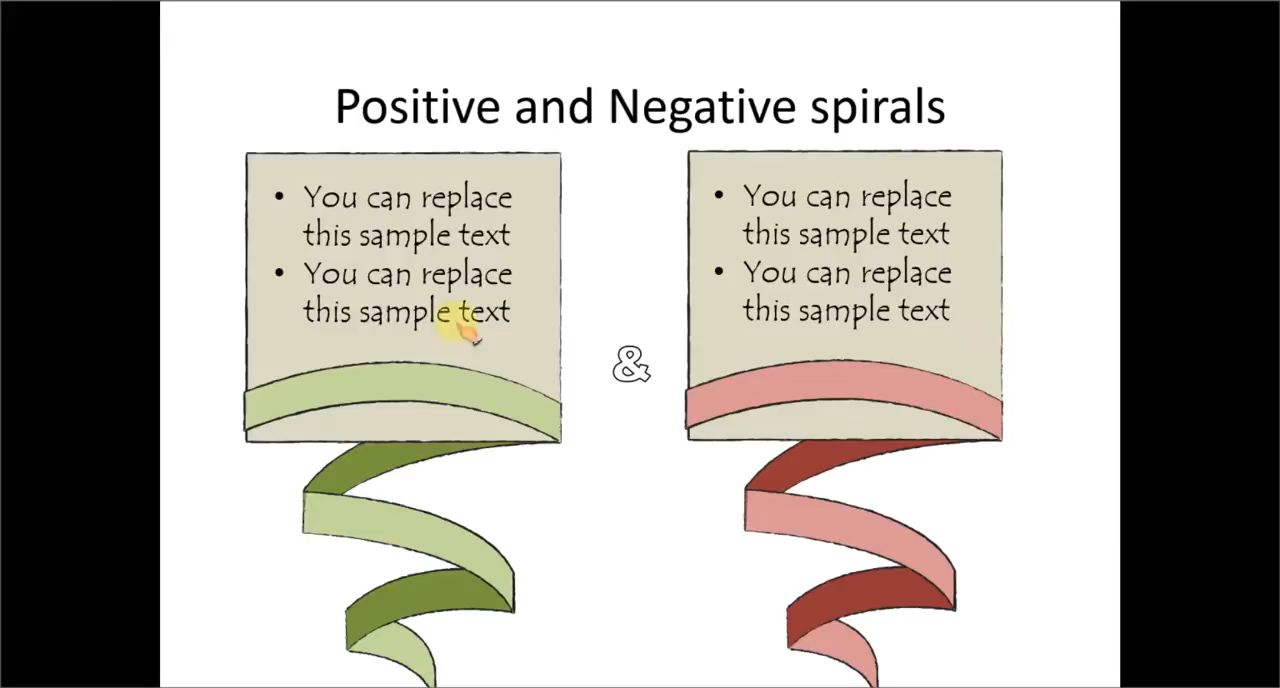 Positive and Negative spirals
• You can replace
this sample text
• You can replace
this sample text
&
• You can replace
this sample text
• You can replace
this sample text